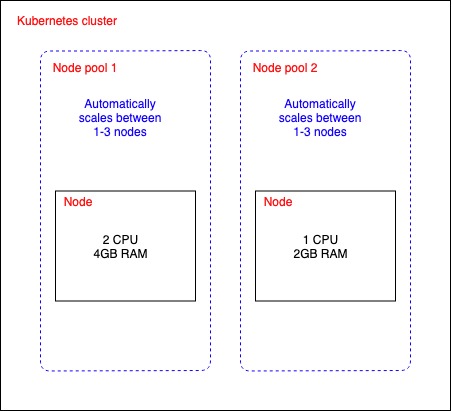 Kubernetes cluster
Node pool 1
Automatically
scales between
1-3 nodes
Node
2 CPU
4GB RAM
Node pool 2
Automatically
scales between
1-3 nodes
Node
1 CPU
2GB RAM